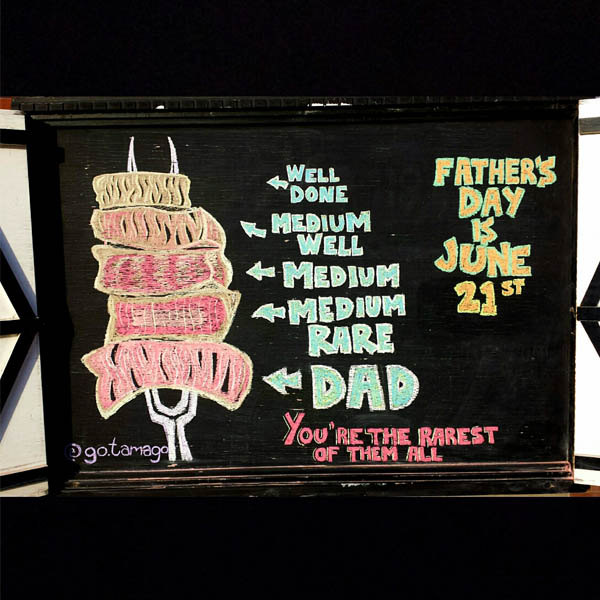 WELL
DONE
MEDIUM
WELL
MEDIUM
MEDIUM
RARE
DAD
YOU'RE THE RAREST
OF THEM ALL
FATHER'S
DAY
IS
JUNE
21ST
@go.tamago